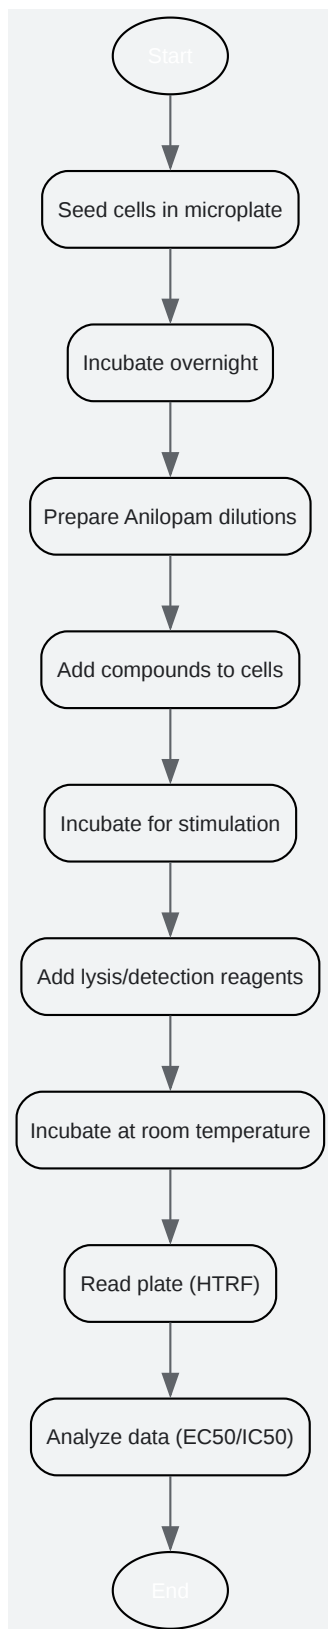 Start
Seed cells in microplate
Incubate overnight
Prepare Anilopam dilutions
Add compounds to cells
Incubate for stimulation
Add lysis/detection reagents
Incubate at room temperature
Read plate (HTRF)
Analyze data (EC50/IC50)
End